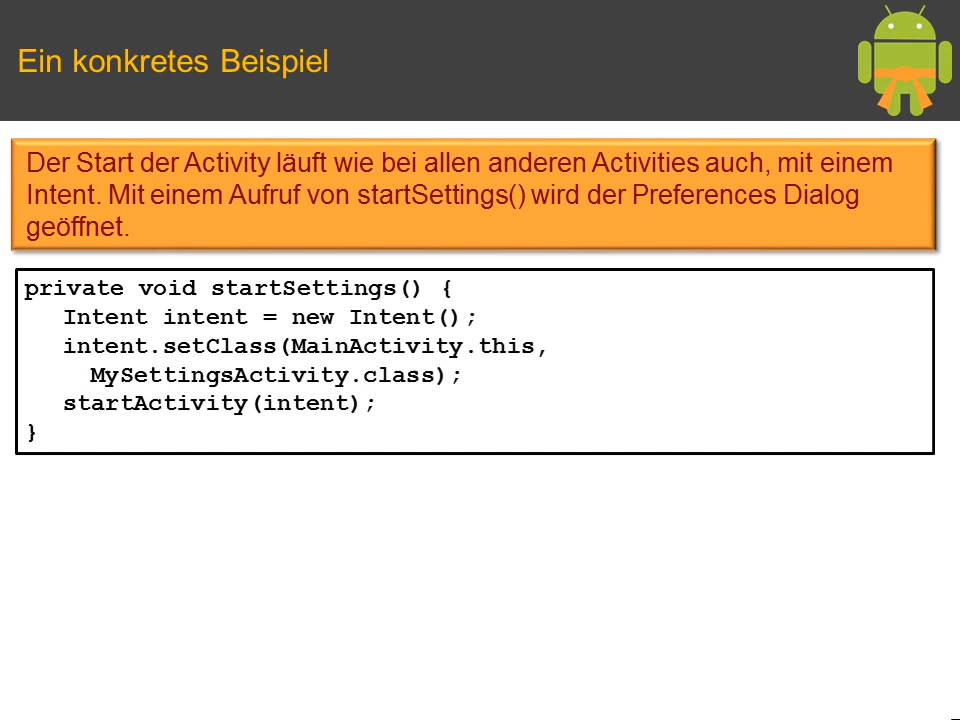 Ein konkretes Beispiel
Der Start der Activity läuft wie bei allen anderen Activities auch, mit einem
Intent. Mit einem Aufruf von startSettings() wird der Preferences Dialog
geöffnet.
private void startSettings() {
Intent intent = new Intent();
intent.setClass(MainActivity.this,
MySettingsActivity.class);
startActivity(intent);
}